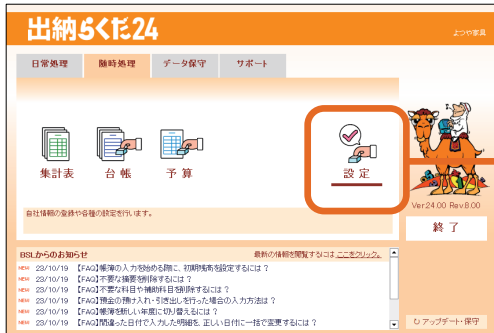 出納らくだ24
よつや家具
日常処理 随時処理 データ保守 サポート
集計表 台帳 予算 設定
自社情報の登録や各種の設定を行います。
Ver.24.00 Rev.8.00
終了
BSLからのお知らせ 最新の情報を閲覧するにはここをクリック。
NEW 23/10/19 【FAQ】帳簿の入力を始める際に、初期残高を設定するには?
NEW 23/10/19 【FAQ】不要な摘要を削除するには?
NEW 23/10/19 【FAQ】不要な科目や補助科目を削除するには?
NEW 23/10/19 【FAQ】預金の預け入れ・引き出しを行った場合の入力方法は?
NEW 23/10/19 【FAQ】帳簿を新しい年度に切り替えるには?
NEW 23/10/19 【FAQ】間違った日付で入力した明細を、正しい日付に一括で変更するには?
アップデート・保守